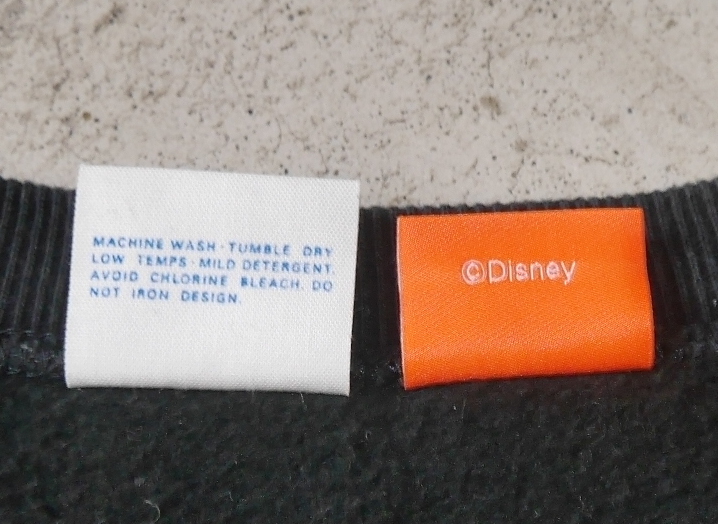 MACHINE WASH · TUMBLE DRY
LOW TEMPS · MILD DETERGENT.
AVOID CHLORINE BLEACH. DO
NOT IRON DESIGN.
©Disney